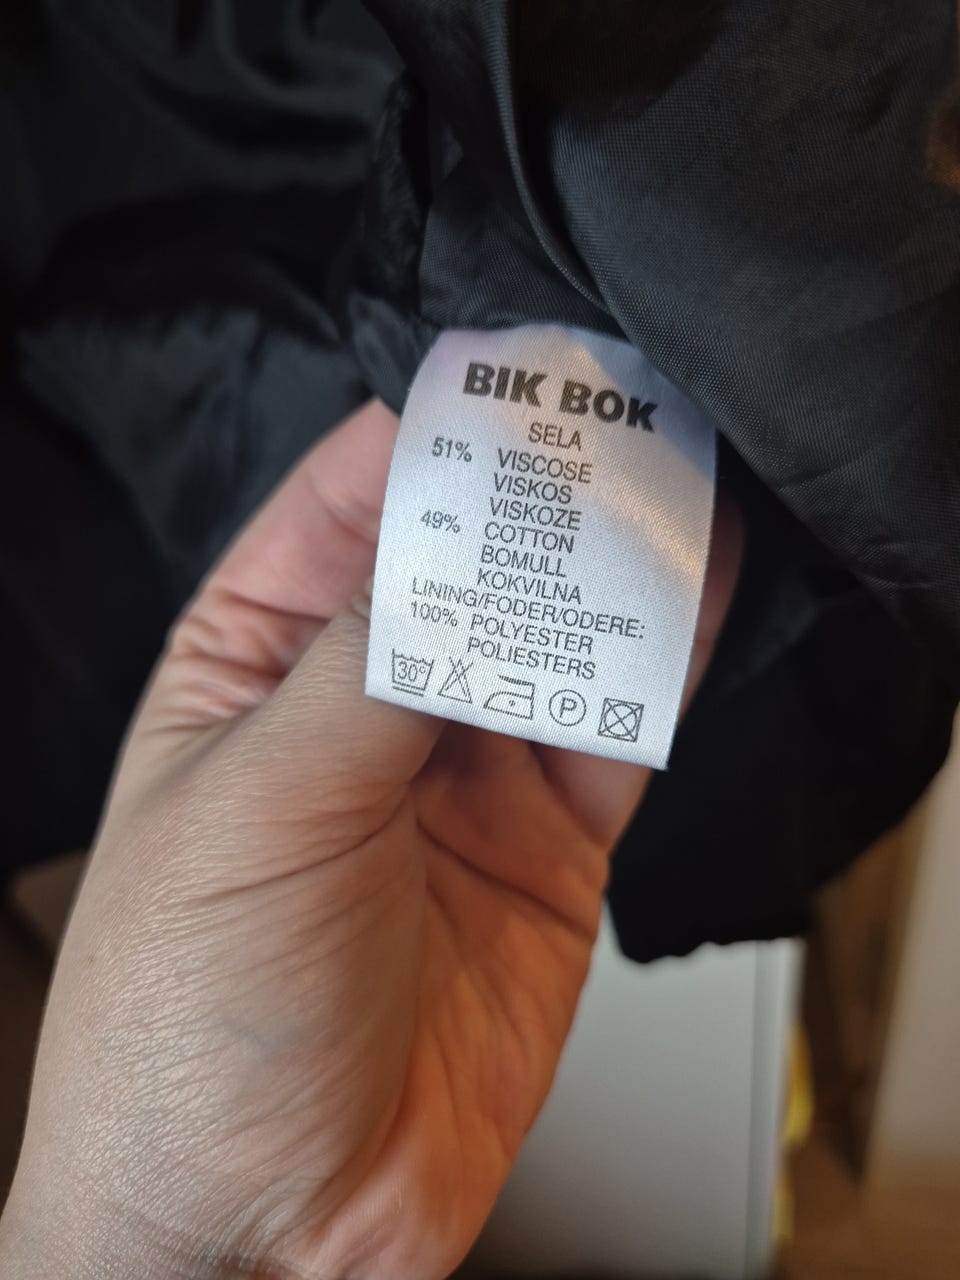 BIK BOK
SELA
51% VISCOSE
VISKOS
VISKOZE
49% COTTON
BOMULL
KOKVILNA
LINING/FODER/ODERE:
100% POLYESTER
POLIESTERS
30° P